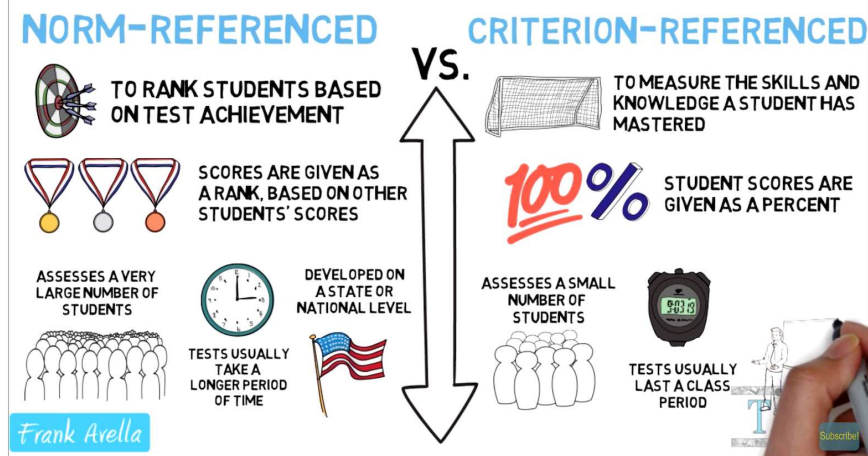 NORM-REFERENCED
VS.
CRITERION-REFERENCED
TO RANK STUDENTS BASED
ON TEST ACHIEVEMENT
TO MEASURE THE SKILLS AND
KNOWLEDGE A STUDENT HAS
MASTERED
SCORES ARE GIVEN AS
A RANK, BASED ON OTHER
STUDENTS' SCORES
100%
STUDENT SCORES ARE
GIVEN AS A PERCENT
ASSESSES A VERY
LARGE NUMBER OF
STUDENTS
TESTS USUALLY
TAKE A
LONGER PERIOD
OF TIME
DEVELOPED ON
A STATE OR
NATIONAL LEVEL
ASSESSES A SMALL
NUMBER OF
STUDENTS
TESTS USUALLY
LAST A CLASS
PERIOD
T
Frank Avella
Subscribe!